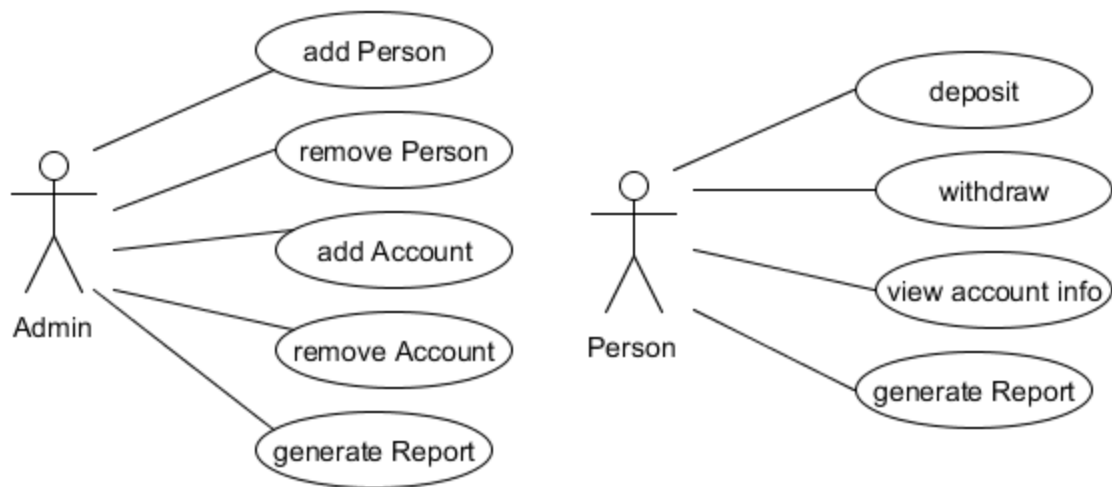 add Person
remove Person
add Account
remove Account
generate Report
Admin
deposit
withdraw
view account info
generate Report
Person